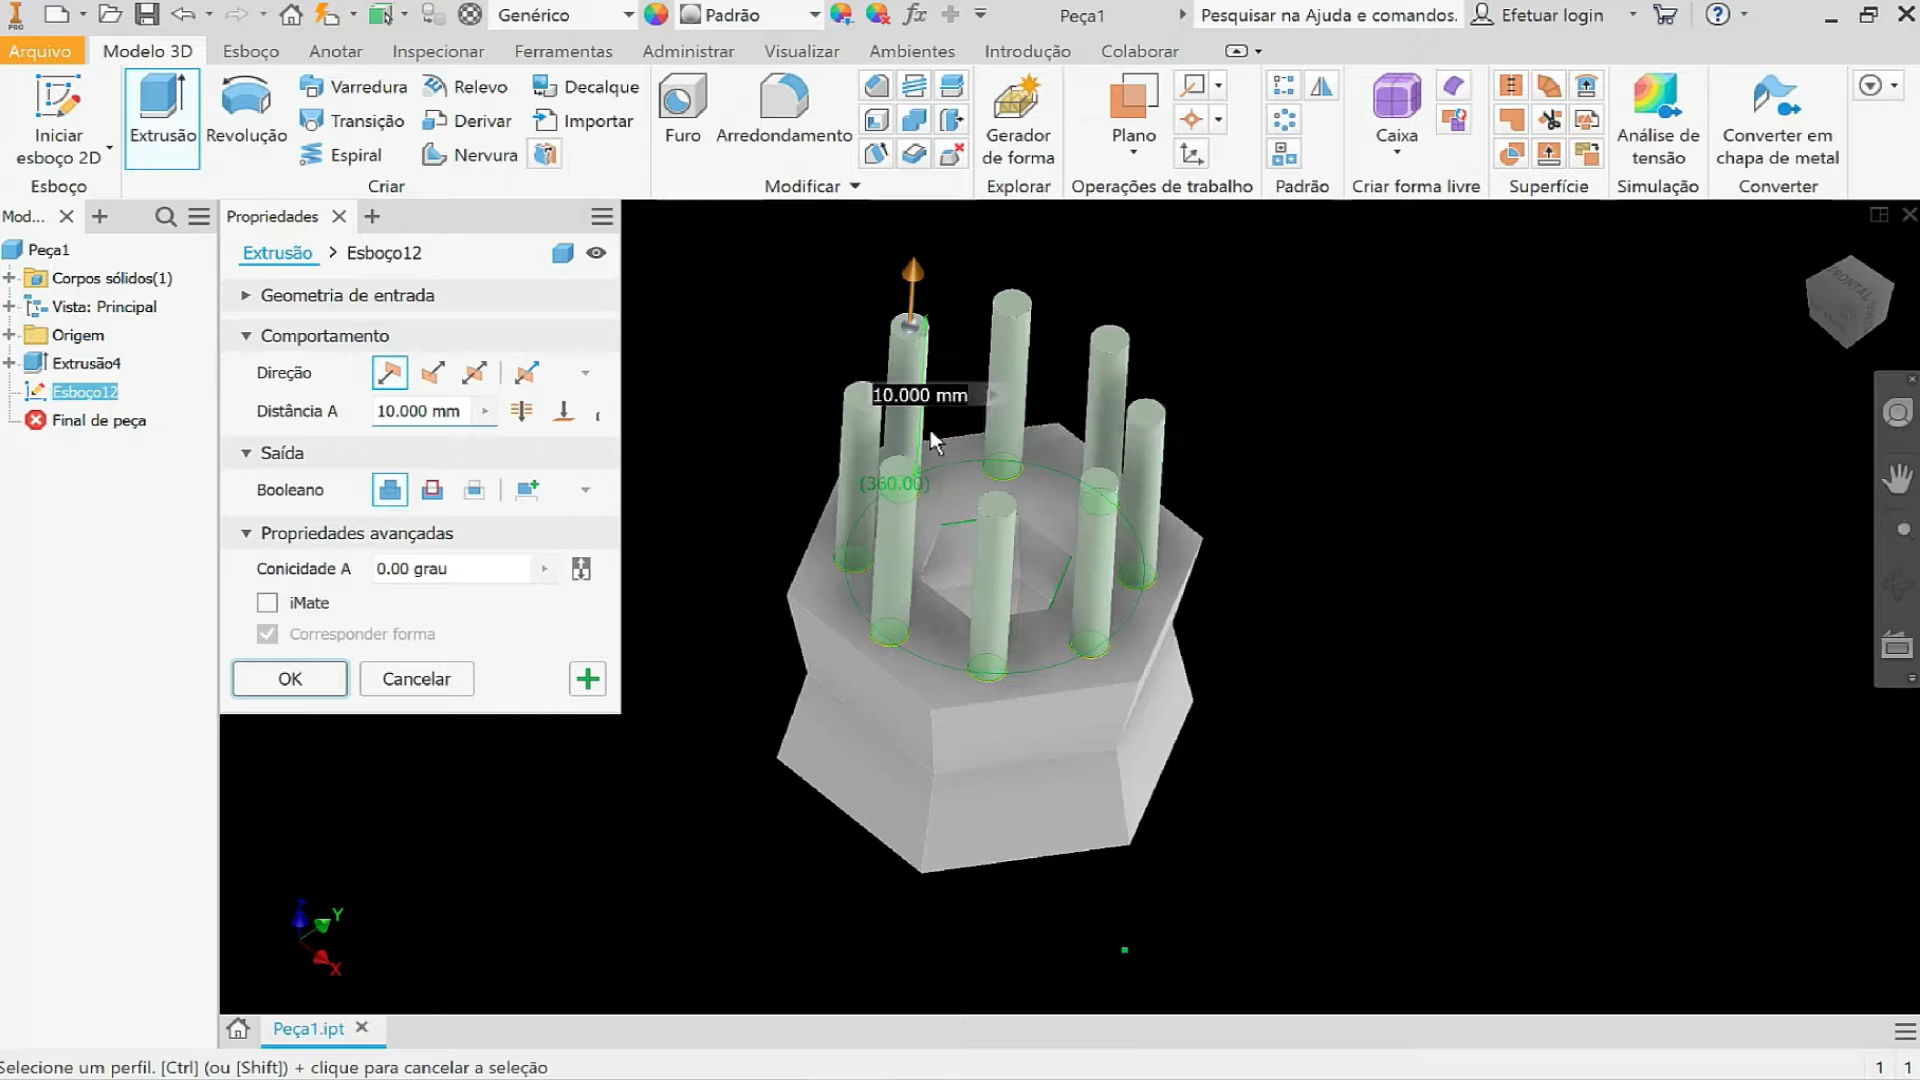 PRO
Genérico
Padrão
fx
Peça1
Pesquisar na Ajuda e comandos.
Efetuar login
Arquivo
Modelo 3D
Esboço
Anotar
Inspecionar
Ferramentas
Administrar
Visualizar
Ambientes
Introdução
Colaborar
Iniciar
esboço 2D
Extrusão
Revolução
Varredura
Transição
Espiral
Relevo
Derivar
Nervura
Decalque
Importar
Furo
Arredondamento
Gerador
de forma
Plano
Caixa
Análise de
tensão
Converter em
chapa de metal
Esboço
Criar
Modificar
Explorar
Operações de trabalho
Padrão
Criar forma livre
Superfície
Simulação
Converter
Mod...
Propriedades
Peça1
Corpos sólidos(1)
Vista: Principal
Origem
Extrusão4
Esboço12
Final de peça
Extrusão > Esboço12
Geometria de entrada
Comportamento
Direção
Distância A
10.000 mm
Saída
Booleano
Propriedades avançadas
Conicidade A
0.00 grau
iMate
Corresponder forma
OK
Cancelar
10.000 mm
(360.00)
FRONTAL
Z
Y
X
Peça1.ipt
Selecione um perfil. [Ctrl] (ou [Shift]) + clique para cancelar a seleção
1 1